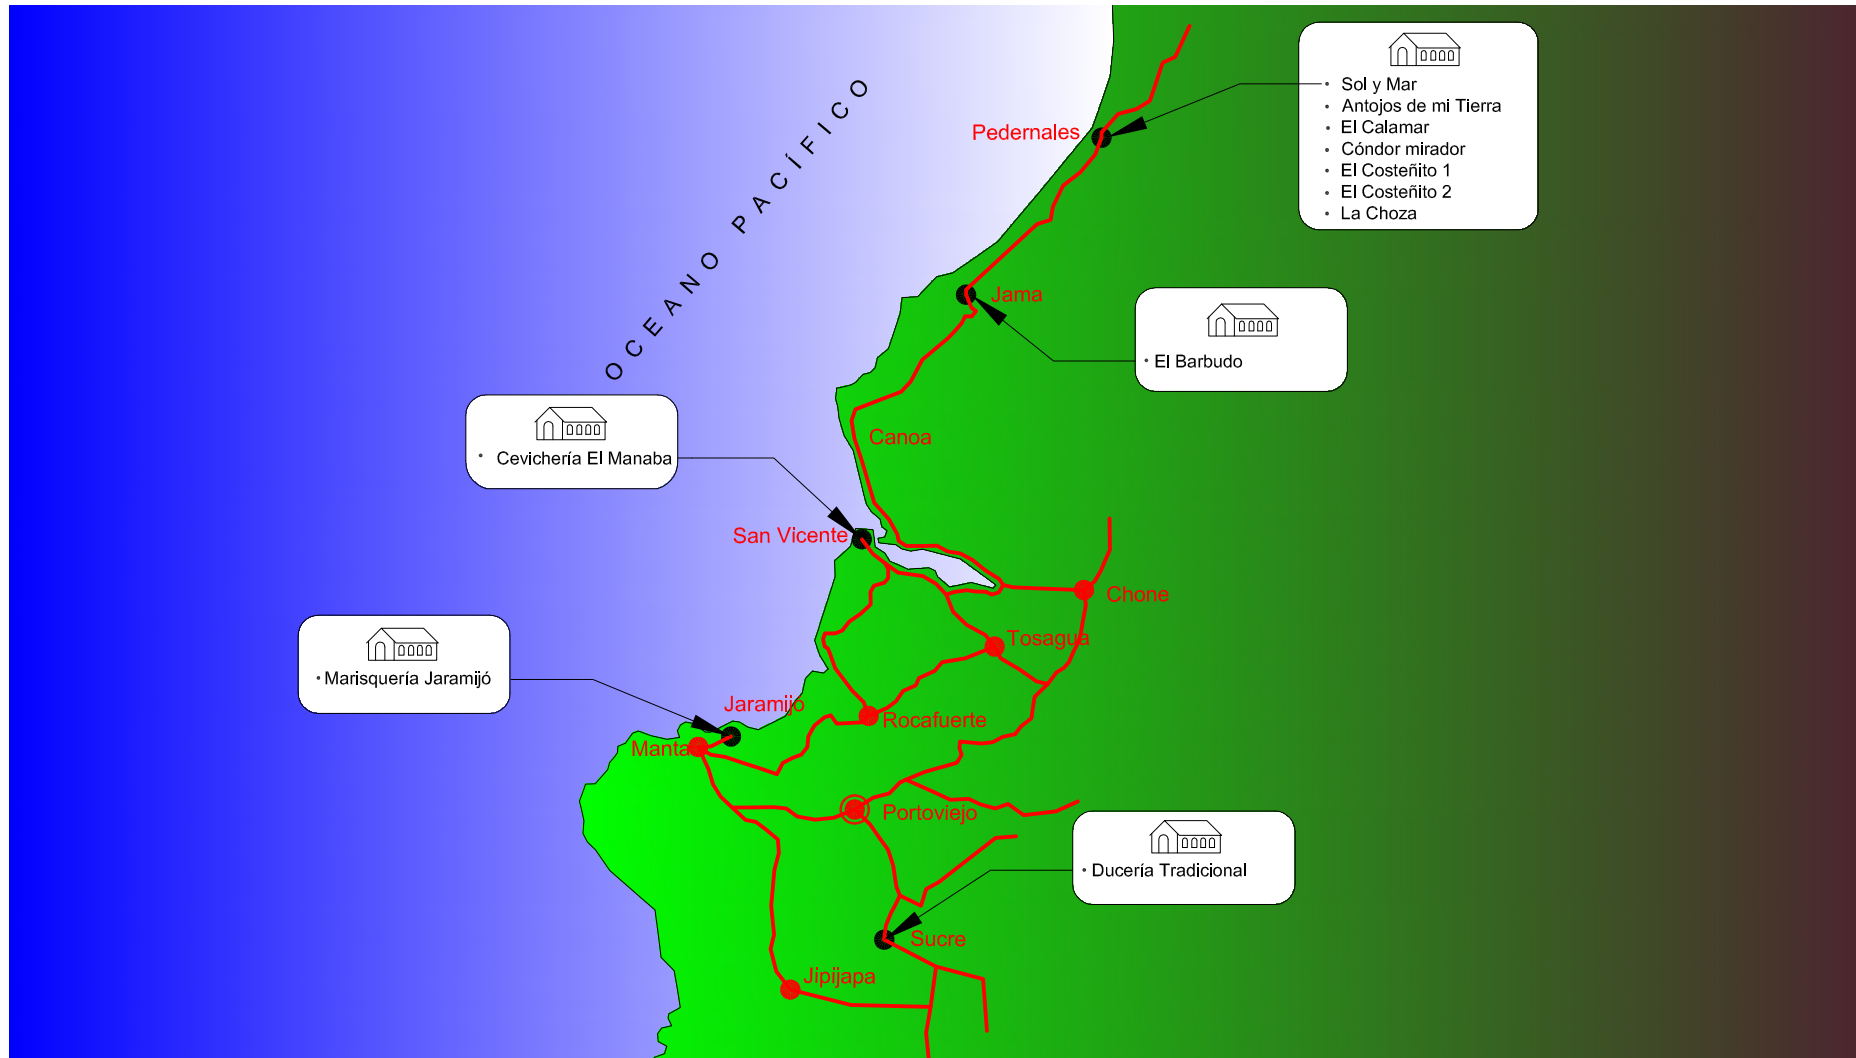 OCEANO PACÍFICO
Pedernales
• Sol y Mar
• Antojos de mi Tierra
• El Calamar
• Cóndor mirador
• El Costeñito 1
• El Costeñito 2
• La Choza
Jama
• El Barbudo
Canoa
• Cevichería El Manaba
San Vicente
Chone
Tosagua
• Marisquería Jaramijó
Jaramijo
Rocafuerte
Manta
Portoviejo
• Ducería Tradicional
Sucre
Jipijapa